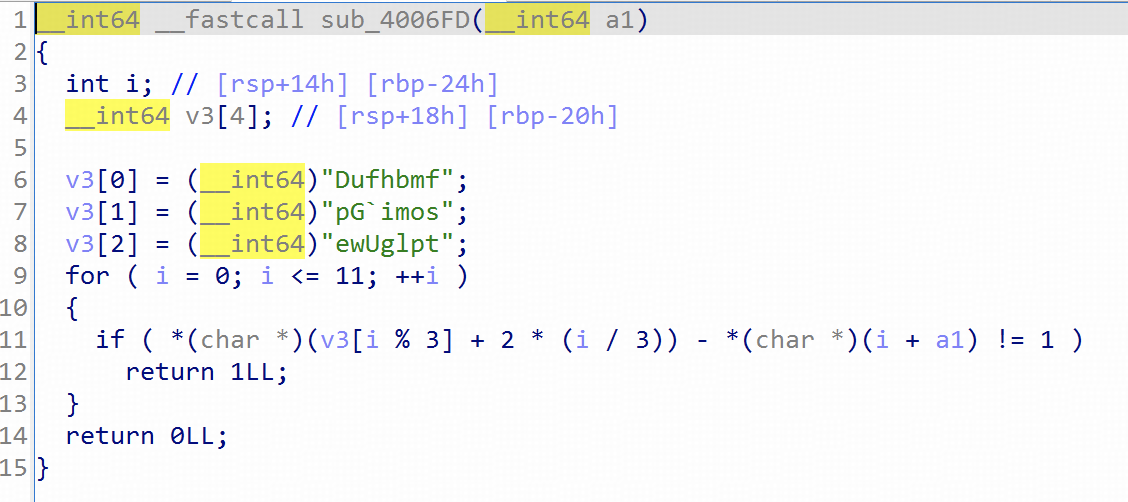 1 __int64 __fastcall sub_4006FD(__int64 a1)
2 {
3 int i; // [rsp+14h] [rbp-24h]
4 __int64 v3[4]; // [rsp+18h] [rbp-20h]
5
6 v3[0] = (__int64)"Dufhbmf";
7 v3[1] = (__int64)"pG`imos";
8 v3[2] = (__int64)"ewUglpt";
9 for ( i = 0; i <= 11; ++i )
10 {
11 if ( *(char *)(v3[i % 3] + 2 * (i / 3)) - *(char *)(i + a1) != 1 )
12 return 1LL;
13 }
14 return 0LL;
15 }